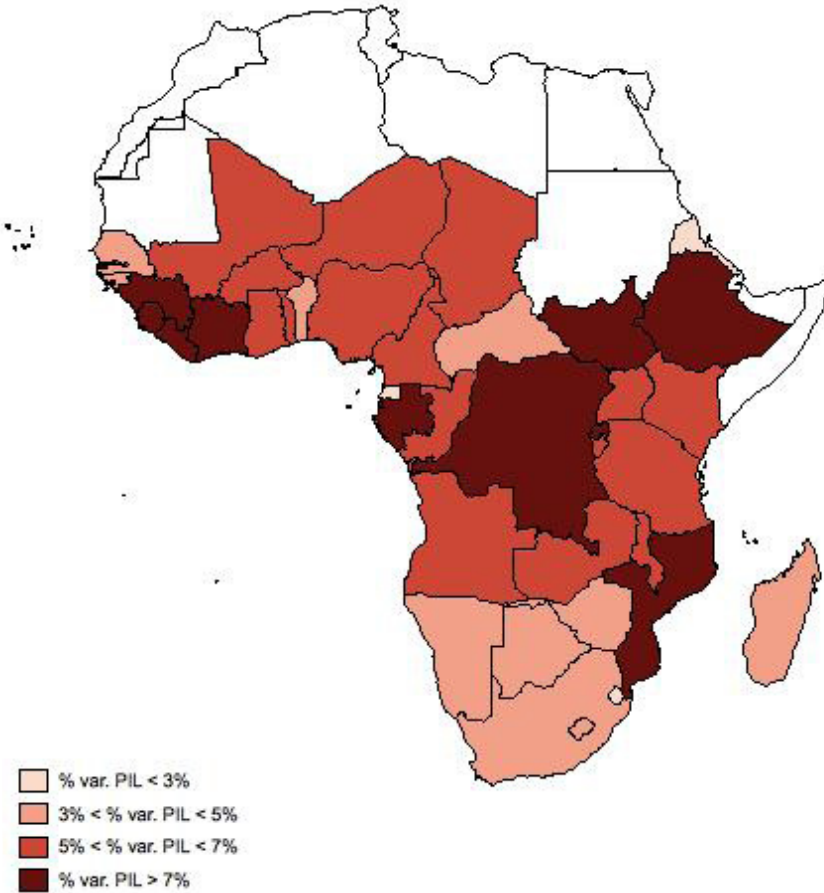 % var. PIL < 3%
3% < % var. PIL < 5%
5% < % var. PIL < 7%
% var. PIL > 7%